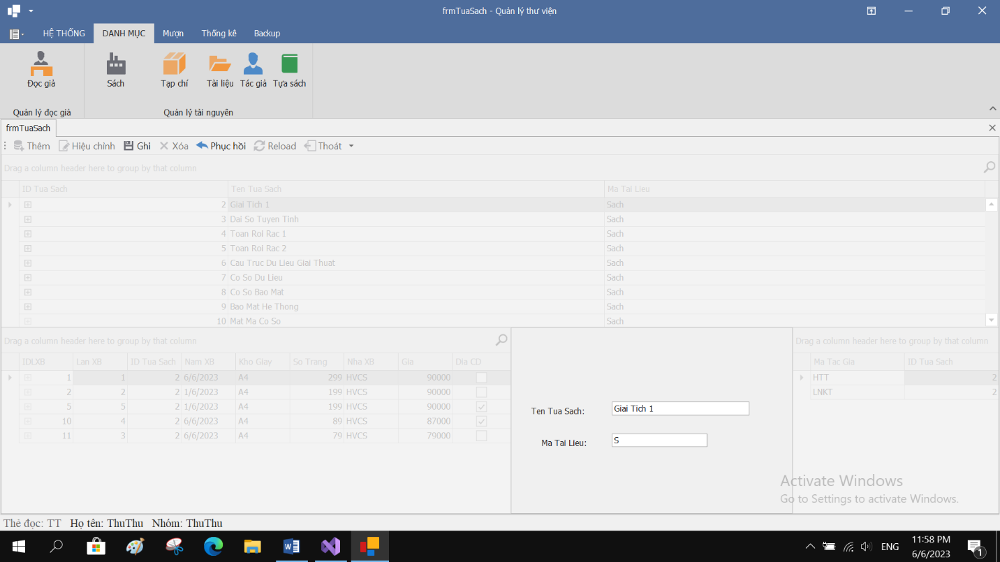 frmTuaSach - Quản lý thư viện
HỆ THỐNG DANH MỤC Mượn Thống kê Backup
Đọc giả Sách Tạp chí Tài liệu Tác giả Tựa sách
Quản lý đọc giả Quản lý tài nguyên
frmTuaSach
Thêm Hiệu chỉnh Ghi Xóa Phục hồi Reload Thoát
Drag a column header here to group by that column
ID Tua Sach Ten Tua Sach Ma Tai Lieu
2 Giai Tich 1 Sach
3 Dai So Tuyen Tinh Sach
4 Toan Roi Rac 1 Sach
5 Toan Roi Rac 2 Sach
6 Cau Truc Du Lieu Giai Thuat Sach
7 Co So Du Lieu Sach
8 Co So Bao Mat Sach
9 Bao Mat He Thong Sach
10 Mat Ma Co So Sach
Drag a column header here to group by that column
IDLXB Lan XB ID Tua Sach Nam XB Kho Giay So Trang Nha XB Gia Dia CD
1 1 2 6/6/2023 A4 299 HVCS 90000
2 2 2 1/6/2023 A4 199 HVCS 90000
5 5 2 1/6/2023 A4 199 HVCS 90000
10 4 2 6/6/2023 A4 89 HVCS 87000
11 3 2 6/6/2023 A4 79 HVCS 79000
Ten Tua Sach: Giai Tich 1
Ma Tai Lieu: S
Drag a column header here to group by that column
Ma Tac Gia ID Tua Sach
HTT 2
LNKT 2
Activate Windows
Go to Settings to activate Windows.
Thẻ đọc: TT Họ tên: ThuThu Nhóm: ThuThu
ENG
11:58 PM
6/6/2023
1